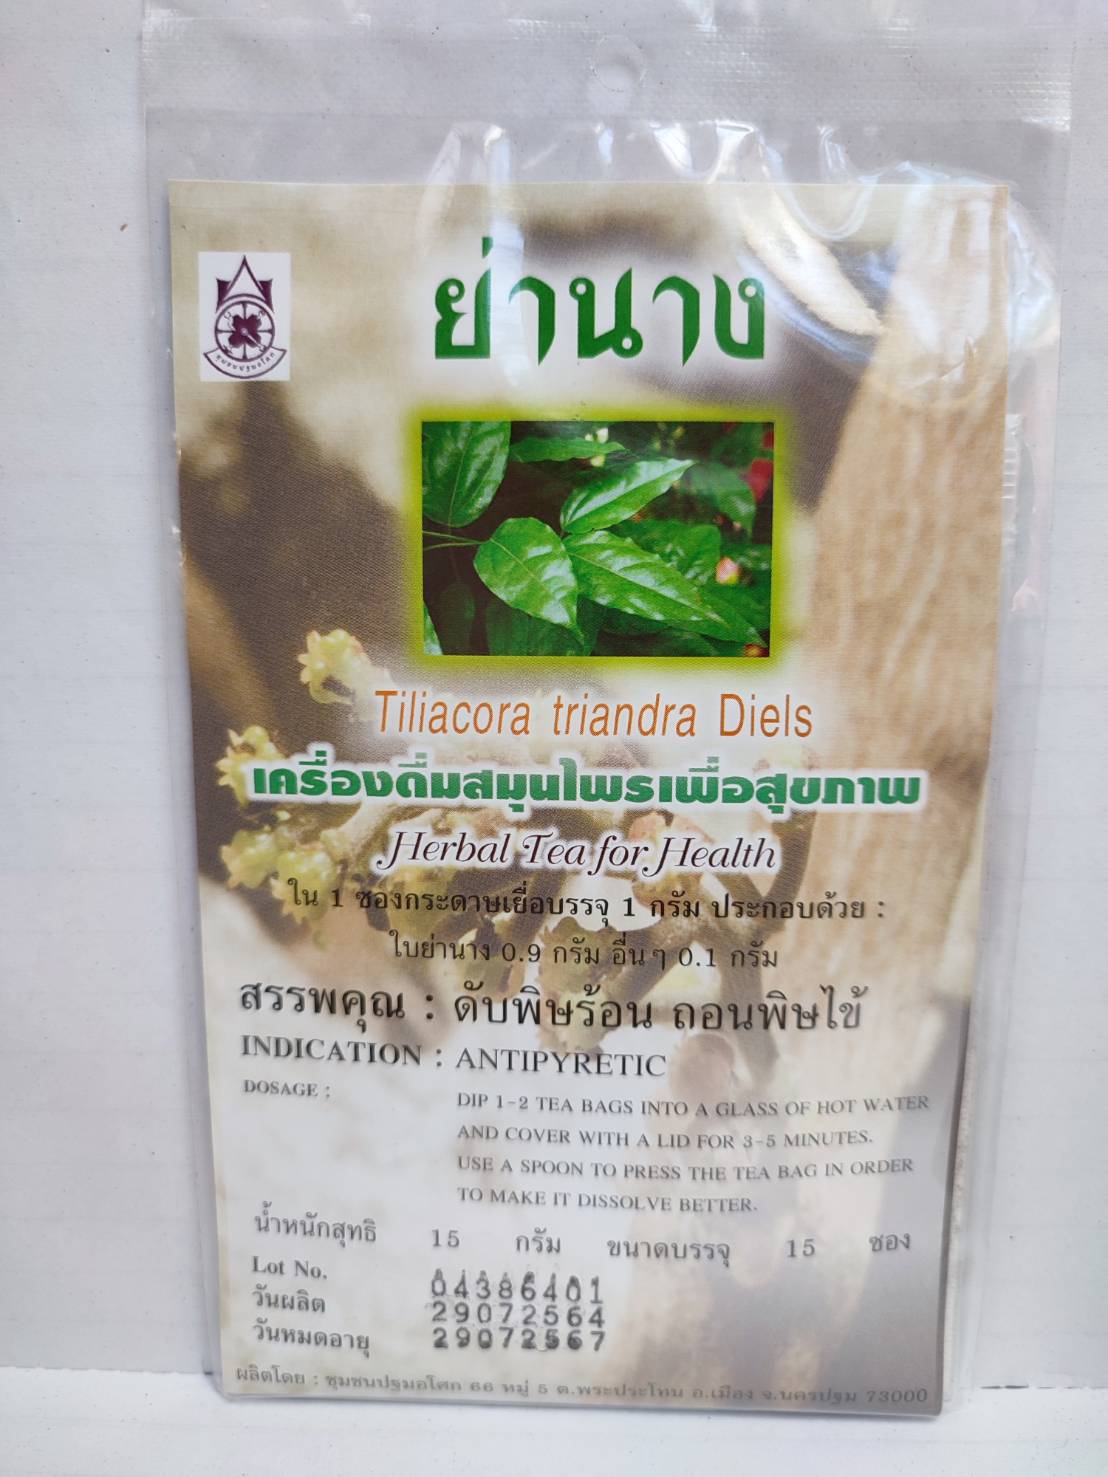 ย่านาง
Tiliacora triandra Diels
เครื่องดื่มสมุนไพรเพื่อสุขภาพ
Herbal Tea for Health
ใน 1 ซองกระดาษเยื่อบรรจุ 1 กรัม ประกอบด้วย :
ใบย่านาง 0.9 กรัม อื่นๆ 0.1 กรัม
สรรพคุณ : ดับพิษร้อน ถอนพิษไข้
INDICATION : ANTIPYRETIC
DOSAGE : DIP 1-2 TEA BAGS INTO A GLASS OF HOT WATER
AND COVER WITH A LID FOR 3-5 MINUTES.
USE A SPOON TO PRESS THE TEA BAG IN ORDER
TO MAKE IT DISSOLVE BETTER.
น้ำหนักสุทธิ 15 กรัม ขนาดบรรจุ 15 ซอง
Lot No. 04386401
วันผลิต 29072564
วันหมดอายุ 29072567
ผลิตโดย : ชุมชนปฐมอโศก 66 หมู่ 5 ต.พระประโทน อ.เมือง จ.นครปฐม 73000